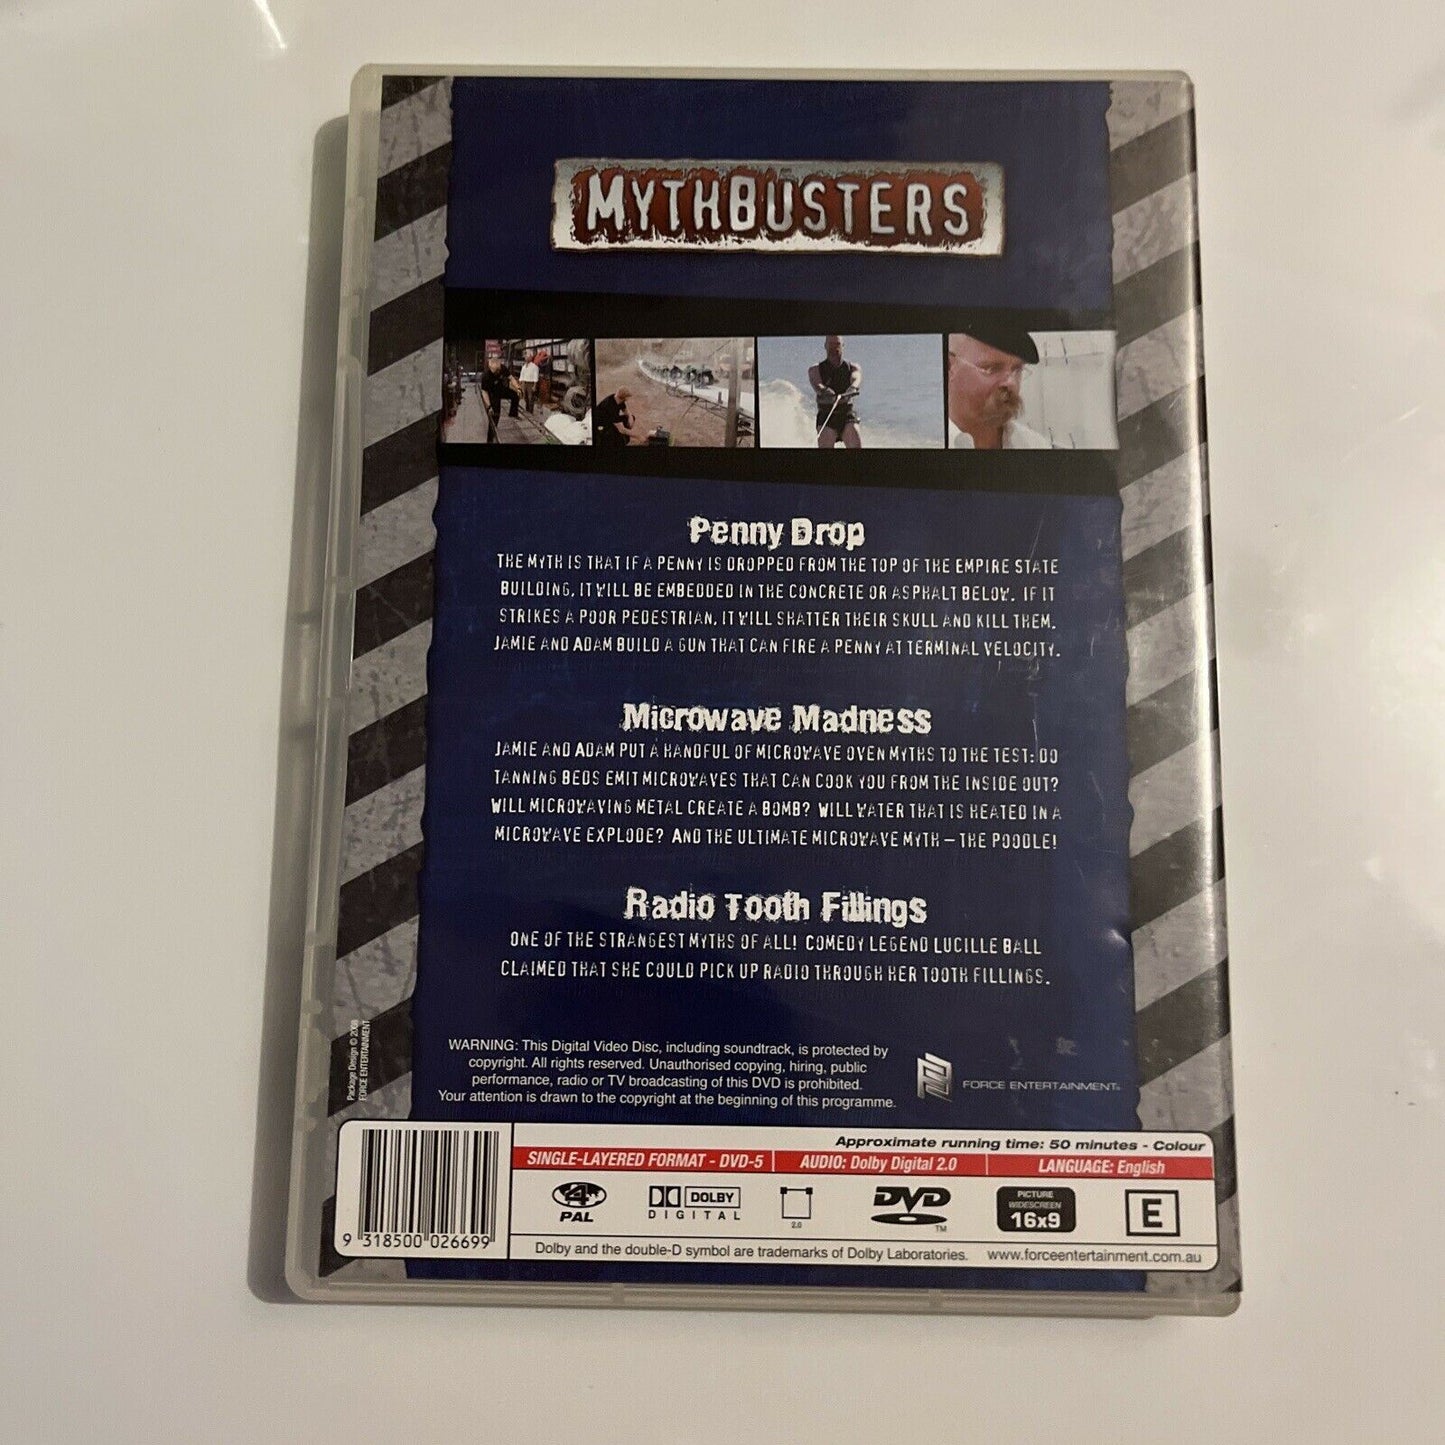 MYTHBUSTERS
Penny Drop
THE MYTH IS THAT IF A PENNY IS DROPPED FROM THE TOP OF THE EMPIRE STATE
BUILDING, IT WILL BE EMBEDDED IN THE CONCRETE OR ASPHALT BELOW. IF IT
STRIKES A POOR PEDESTRIAN, IT WILL SHATTER THEIR SKULL AND KILL THEM.
JAMIE AND ADAM BUILD A GUN THAT CAN FIRE A PENNY AT TERMINAL VELOCITY.
Microwave Madness
JAMIE AND ADAM PUT A HANDFUL OF MICROWAVE OVEN MYTHS TO THE TEST: DO
TANNING BEDS EMIT MICROWAVES THAT CAN COOK YOU FROM THE INSIDE OUT?
WILL MICROWAVING METAL CREATE A BOMB? WILL WATER THAT IS HEATED IN A
MICROWAVE EXPLODE? AND THE ULTIMATE MICROWAVE MYTH – THE POODLE!
Radio Tooth Fillings
ONE OF THE STRANGEST MYTHS OF ALL! COMEDY LEGEND LUCILLE BALL
CLAIMED THAT SHE COULD PICK UP RADIO THROUGH HER TOOTH FILLINGS.
Package Design © 2008
FORCE ENTERTAINMENT
WARNING: This Digital Video Disc, including soundtrack, is protected by
copyright. All rights reserved. Unauthorised copying, hiring, public
performance, radio or TV broadcasting of this DVD is prohibited.
Your attention is drawn to the copyright at the beginning of this programme.
FORCE ENTERTAINMENT
Approximate running time: 50 minutes - Colour
SINGLE-LAYERED FORMAT - DVD-5 | AUDIO: Dolby Digital 2.0 | LANGUAGE: English
4 PAL
DOLBY DIGITAL
2.0
DVD TM
PICTURE WIDESCREEN 16x9
E
9 318500 026699
Dolby and the double-D symbol are trademarks of Dolby Laboratories. www.forceentertainment.com.au